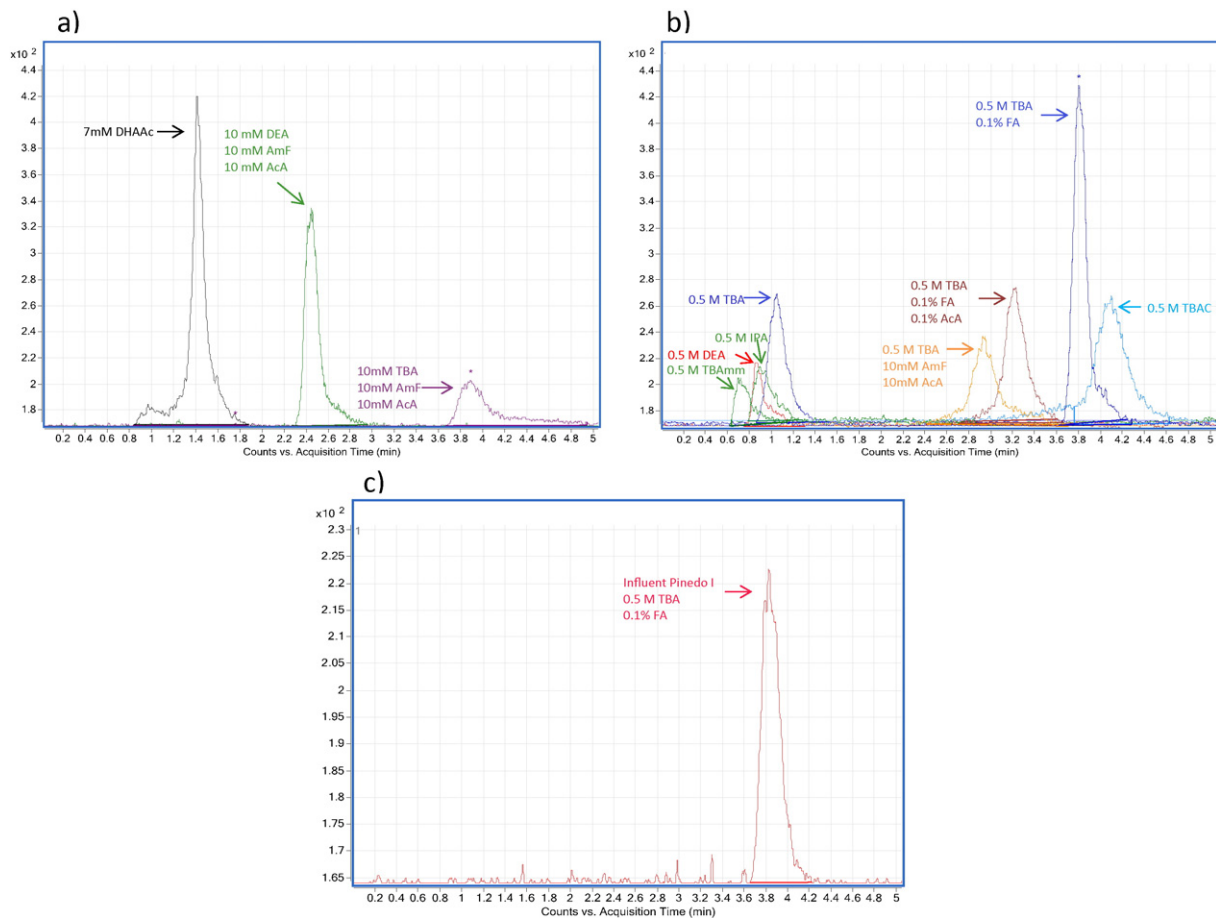 a)
x10 2
4.4
4.2
4
3.8
3.6
3.4
3.2
3
2.8
2.6
2.4
2.2
2
1.8
7mM DHAAc
10 mM DEA
10 mM AmF
10 mM AcA
10mM TBA
10mM AmF
10mM AcA
0.2 0.4 0.6 0.8 1 1.2 1.4 1.6 1.8 2 2.2 2.4 2.6 2.8 3 3.2 3.4 3.6 3.8 4 4.2 4.4 4.6 4.8 5
Counts vs. Acquisition Time (min)
b)
x10 2
4.4
4.2
4
3.8
3.6
3.4
3.2
3
2.8
2.6
2.4
2.2
2
1.8
0.5 M TBA
0.1% FA
0.5 M TBA
0.5 M TBA
0.1% FA
0.1% AcA
0.5 M TBAC
0.5 M IPA
0.5 M DEA
0.5 M TBAmm
0.5 M TBA
10mM AmF
10mM AcA
0.2 0.4 0.6 0.8 1 1.2 1.4 1.6 1.8 2 2.2 2.4 2.6 2.8 3 3.2 3.4 3.6 3.8 4 4.2 4.4 4.6 4.8 5
Counts vs. Acquisition Time (min)
c)
x10 2
2.3
2.25
2.2
2.15
2.1
2.05
2
1.95
1.9
1.85
1.8
1.75
1.7
1.65
1
Influent Pinedo I
0.5 M TBA
0.1% FA
0.2 0.4 0.6 0.8 1 1.2 1.4 1.6 1.8 2 2.2 2.4 2.6 2.8 3 3.2 3.4 3.6 3.8 4 4.2 4.4 4.6 4.8 5
Counts vs. Acquisition Time (min)